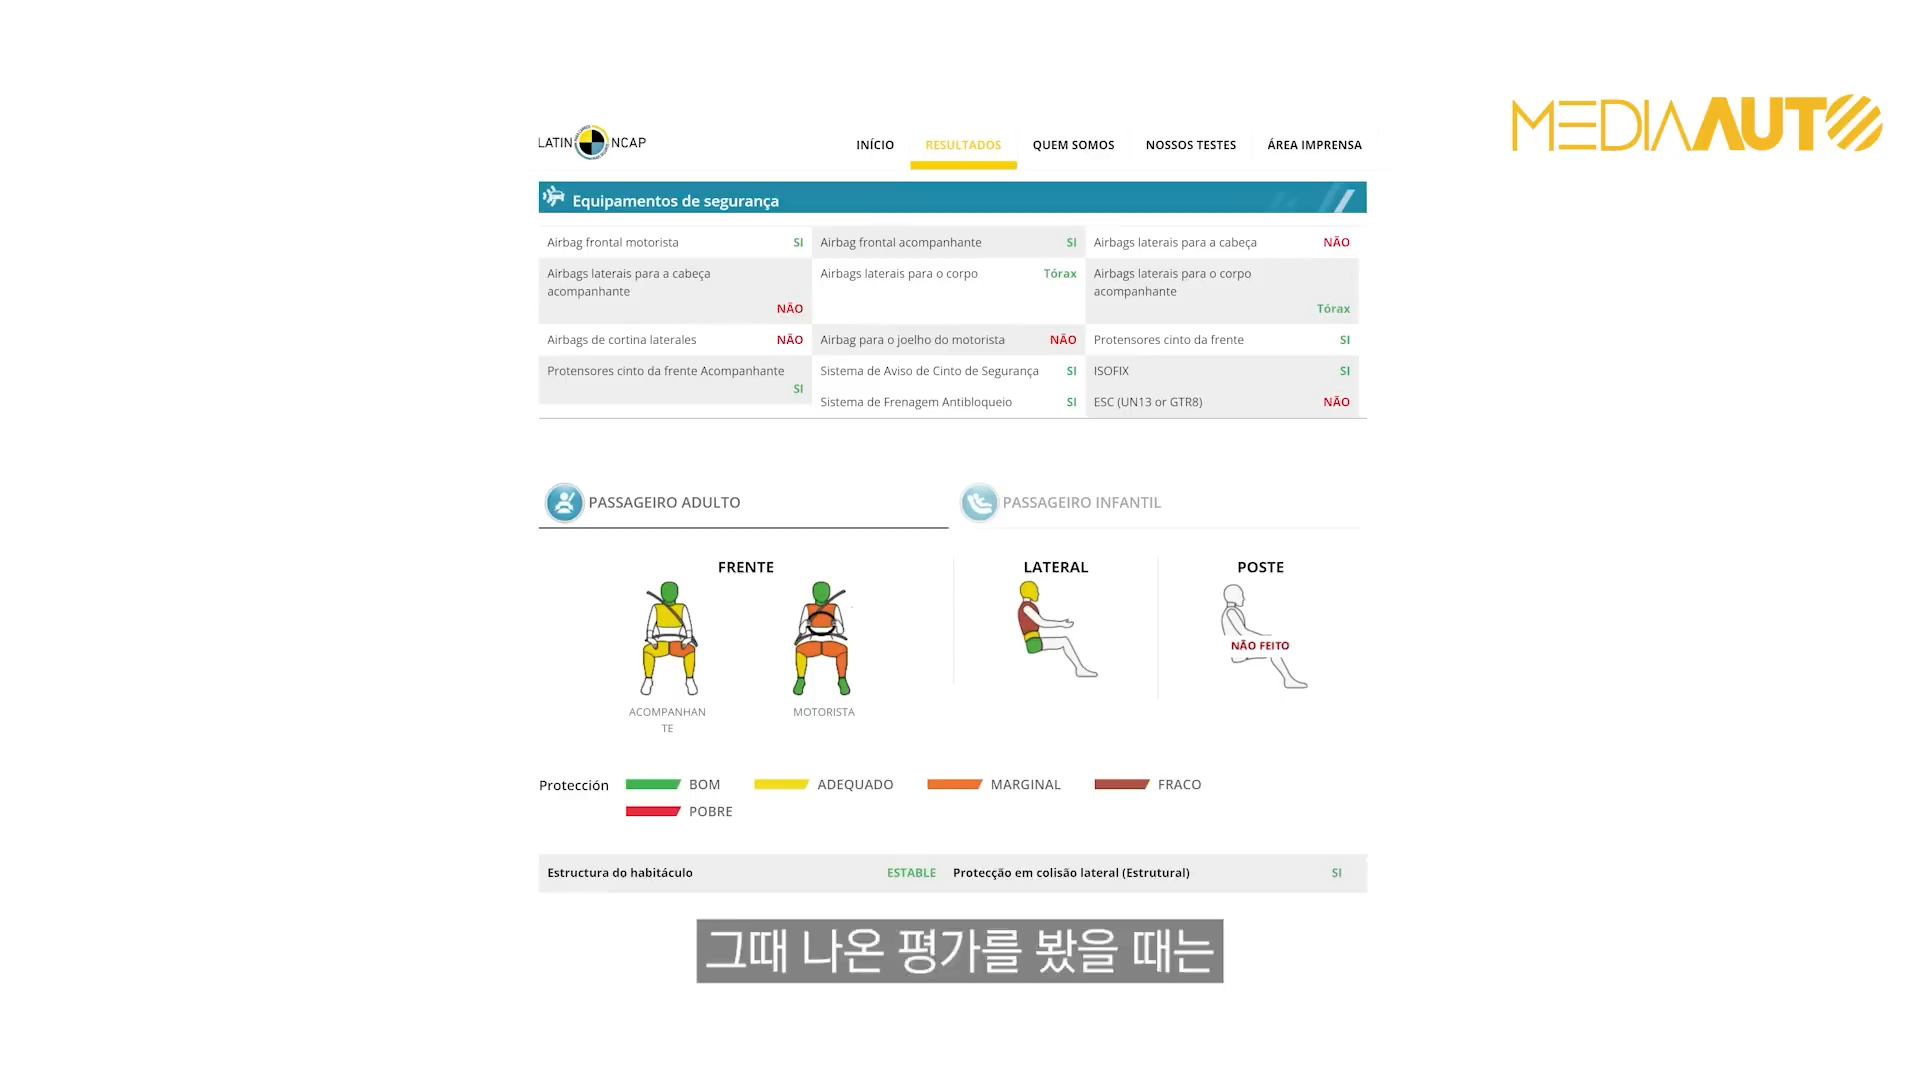 LATIN NCAP
INÍCIO RESULTADOS QUEM SOMOS NOSSOS TESTES ÁREA IMPRENSA
MEDIAAUTO
Equipamentos de segurança
Airbag frontal motorista SI Airbag frontal acompanhante SI Airbags laterais para a cabeça NÃO
Airbags laterais para a cabeça Airbags laterais para o corpo Tórax Airbags laterais para o corpo
acompanhante acompanhante
NÃO Tórax
Airbags de cortina laterales NÃO Airbag para o joelho do motorista NÃO Protensores cinto da frente SI
Protensores cinto da frente Acompanhante Sistema de Aviso de Cinto de Segurança SI ISOFIX SI
SI
Sistema de Frenagem Antibloqueio SI ESC (UN13 or GTR8) NÃO
PASSAGEIRO ADULTO PASSAGEIRO INFANTIL
FRENTE LATERAL POSTE
NÃO FEITO
ACOMPANHAN MOTORISTA
TE
Protección BOM ADEQUADO MARGINAL FRACO
POBRE
Estructura do habitáculo ESTABLE Protecção em colisão lateral (Estrutural) SI
그때 나온 평가를 봤을 때는